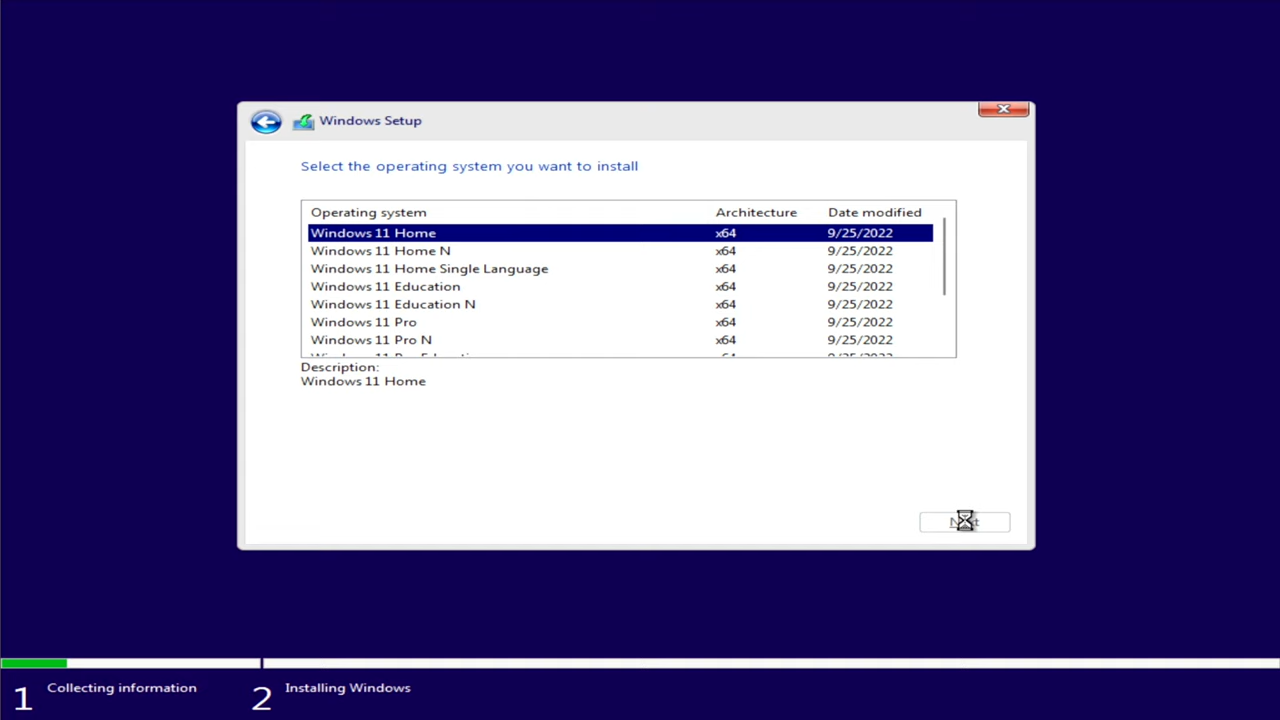 Windows Setup
Select the operating system you want to install
Operating system Architecture Date modified
Windows 11 Home x64 9/25/2022
Windows 11 Home N x64 9/25/2022
Windows 11 Home Single Language x64 9/25/2022
Windows 11 Education x64 9/25/2022
Windows 11 Education N x64 9/25/2022
Windows 11 Pro x64 9/25/2022
Windows 11 Pro N x64 9/25/2022
Description:
Windows 11 Home
1 Collecting information 2 Installing Windows